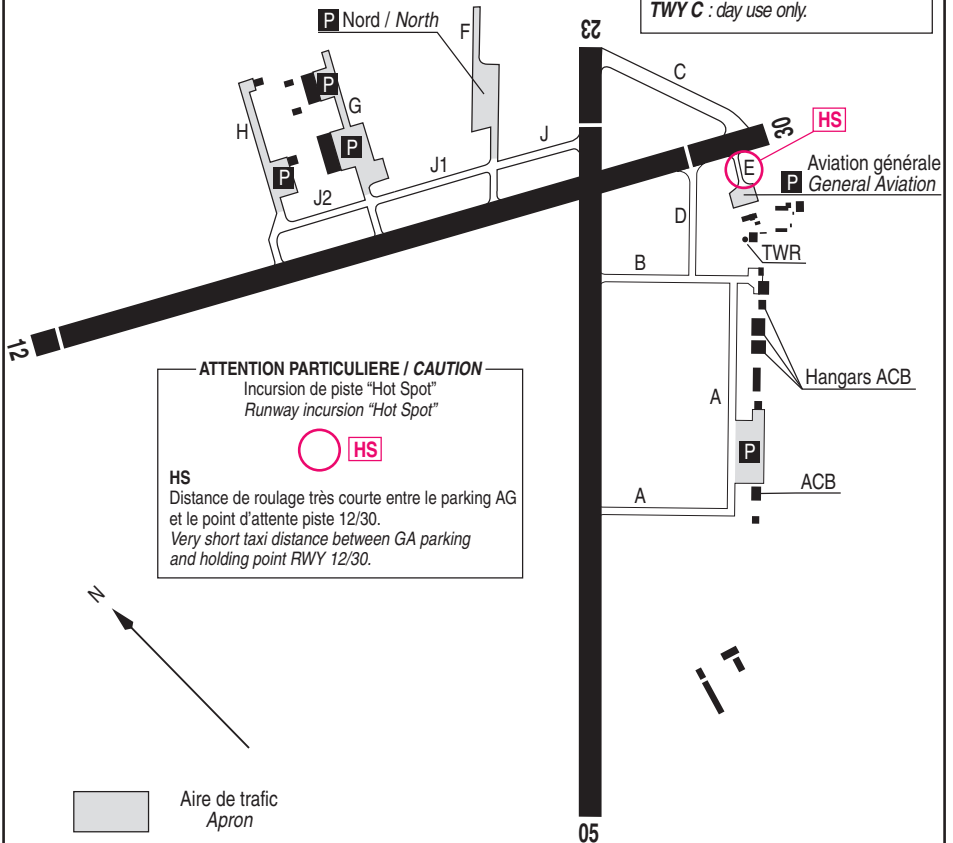 TWY C : day use only.
P Nord / North
F
23
C
30
HS
H
P
G
P
P
J
J1
J2
E
P Aviation générale
General Aviation
D
TWR
B
12
ATTENTION PARTICULIERE / CAUTION
Incursion de piste “Hot Spot”
Runway incursion “Hot Spot”
HS
HS
Distance de roulage très courte entre le parking AG
et le point d’attente piste 12/30.
Very short taxi distance between GA parking
and holding point RWY 12/30.
Hangars ACB
A
P
ACB
A
N
Aire de trafic
Apron
05